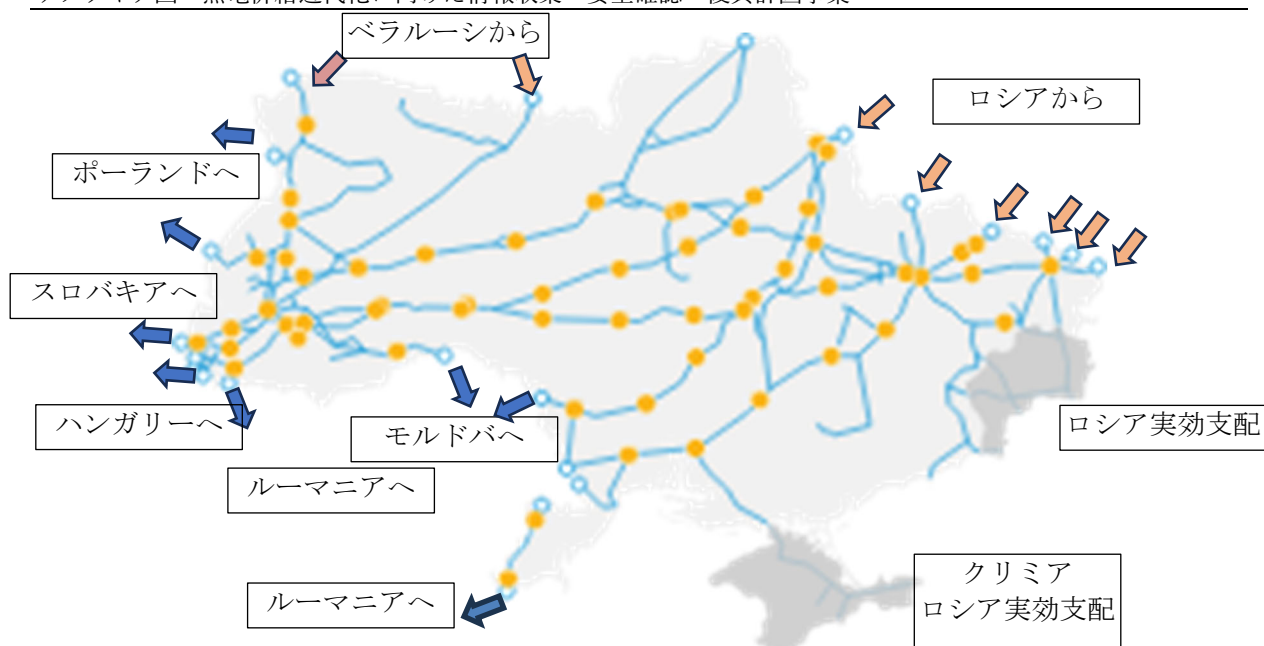 ベラルーシから
ロシアから
ポーランドへ
スロバキアへ
ハンガリーへ
モルドバへ
ロシア実効支配
ルーマニアへ
ルーマニアへ
クリミア
ロシア実効支配